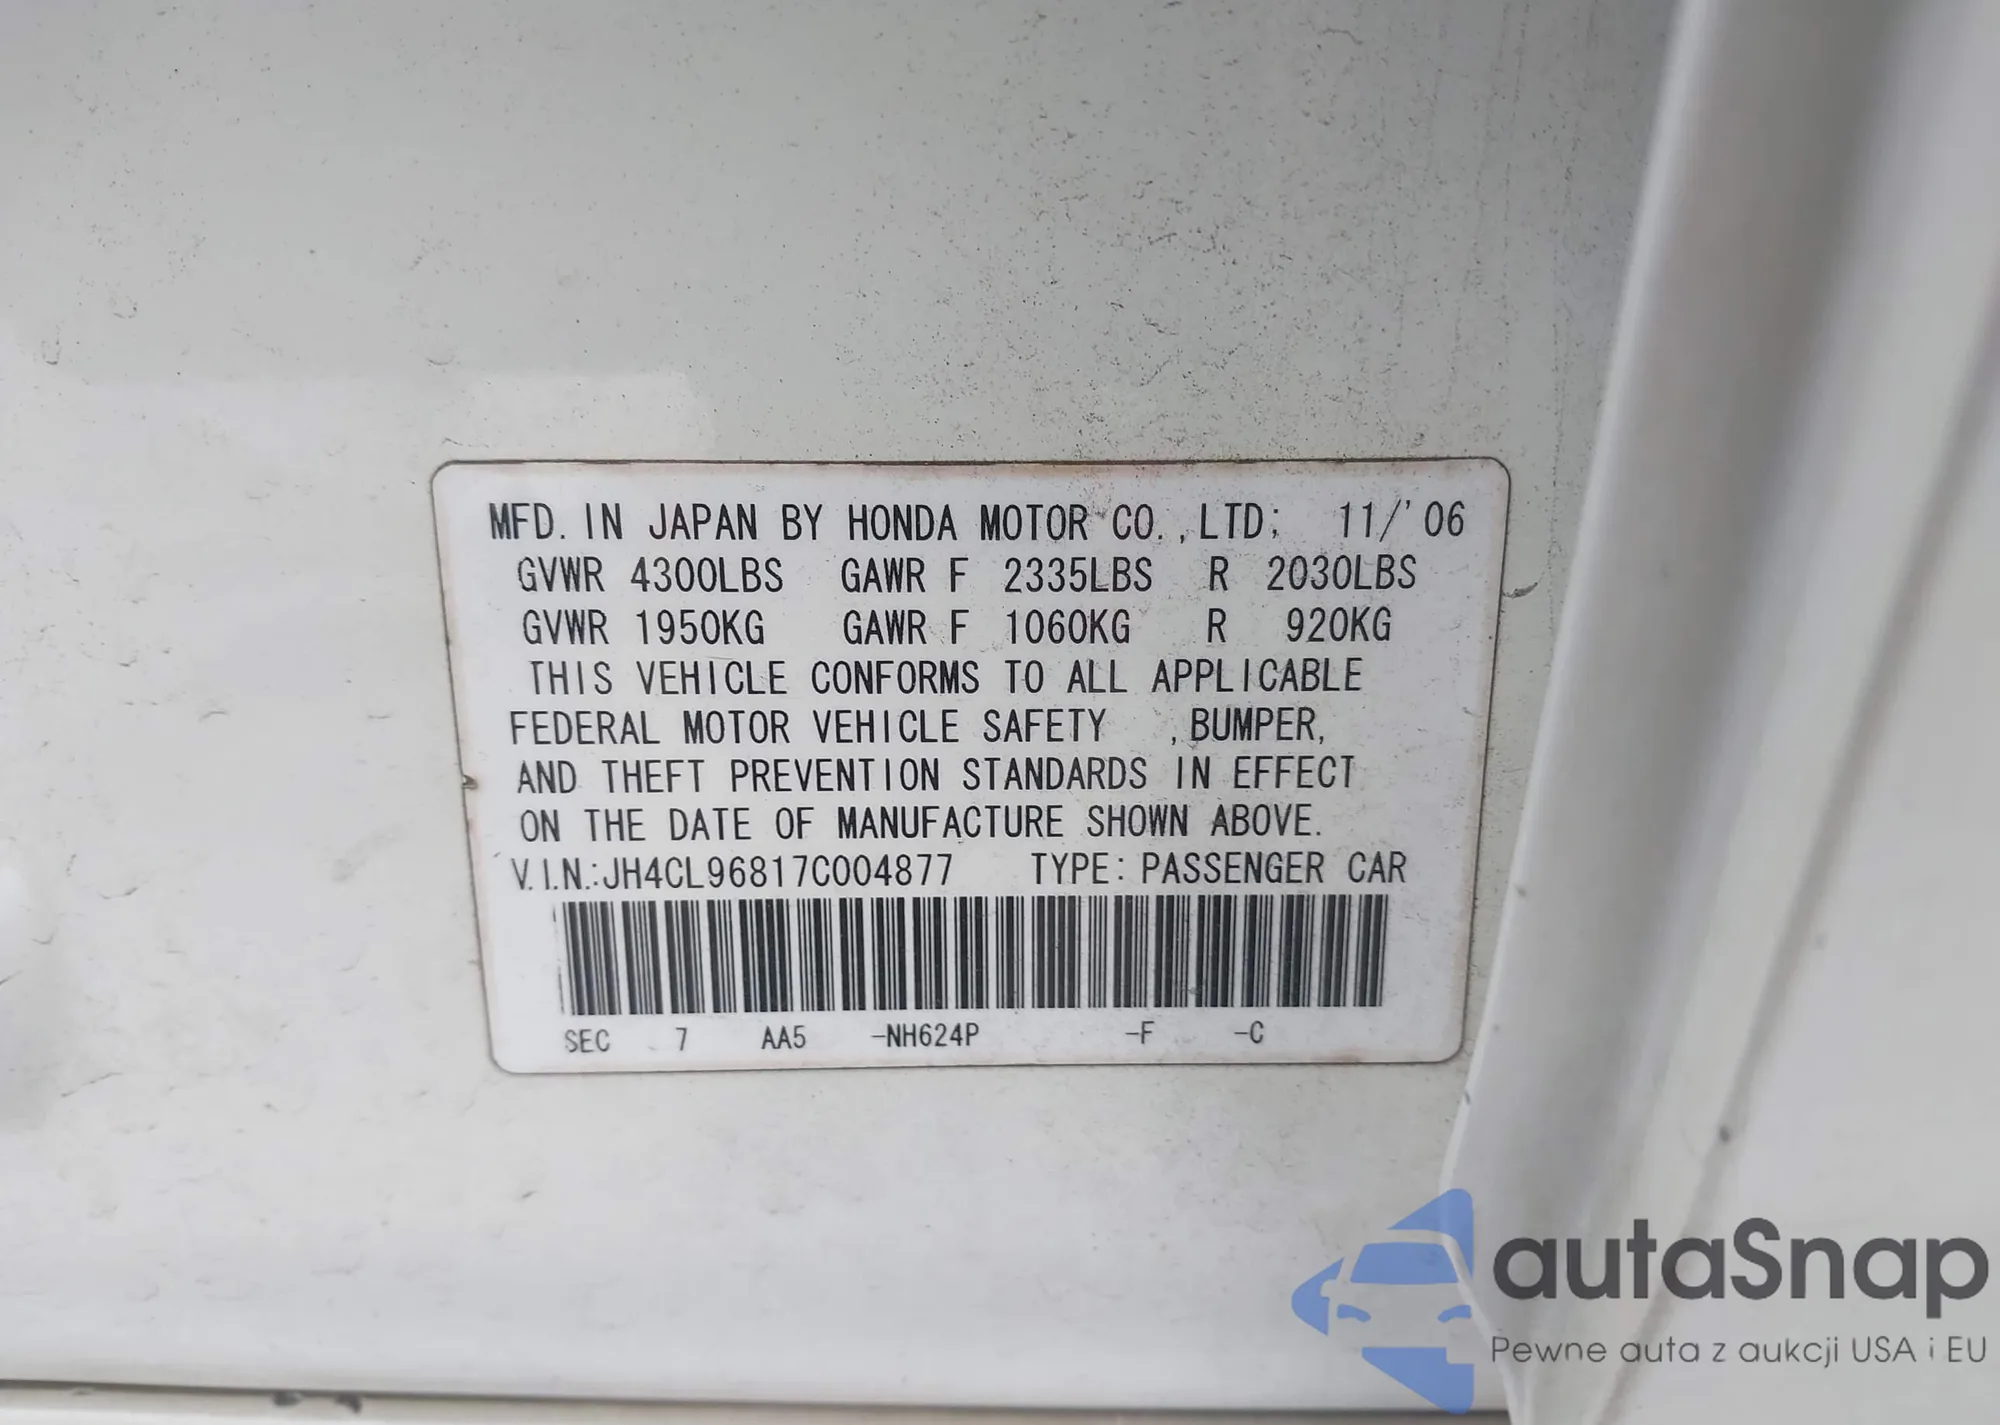 MFD. IN JAPAN BY HONDA MOTOR CO.,LTD; 11/'06
GVWR 4300LBS GAWR F 2335LBS R 2030LBS
GVWR 1950KG GAWR F 1060KG R 920KG
THIS VEHICLE CONFORMS TO ALL APPLICABLE
FEDERAL MOTOR VEHICLE SAFETY , BUMPER,
AND THEFT PREVENTION STANDARDS IN EFFECT
ON THE DATE OF MANUFACTURE SHOWN ABOVE.
V.I.N.:JH4CL96817C004877 TYPE: PASSENGER CAR
SEC 7 AA5 -NH624P -F -C
autaSnap
Pewne auta z aukcji USA i EU